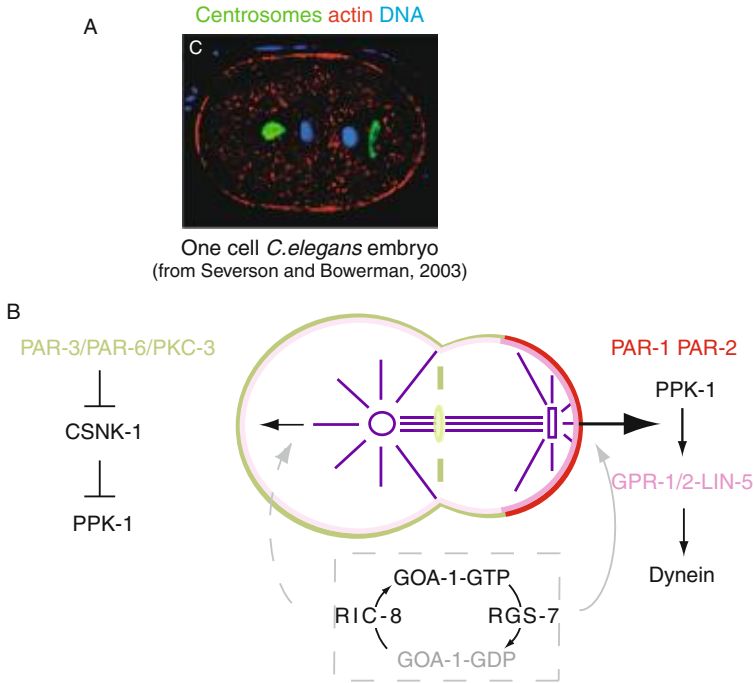 A
Centrosomes actin DNA
C
One cell C.elegans embryo
(from Severson and Bowerman, 2003)
B
PAR-3/PAR-6/PKC-3
CSNK-1
PPK-1
PAR-1 PAR-2
PPK-1
GPR-1/2-LIN-5
Dynein
GOA-1-GTP
RIC-8
RGS-7
GOA-1-GDP